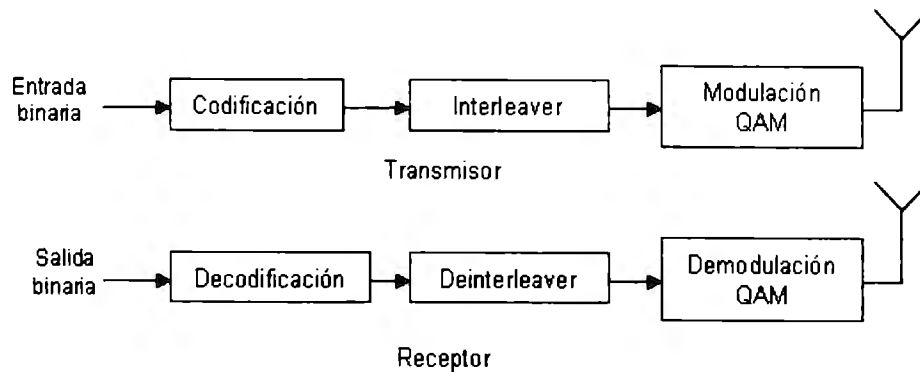 Entrada
binaria
Codificación
Interleaver
Modulación
QAM
Transmisor
Salida
binaria
Decodificación
Deinterleaver
Demodulación
QAM
Receptor